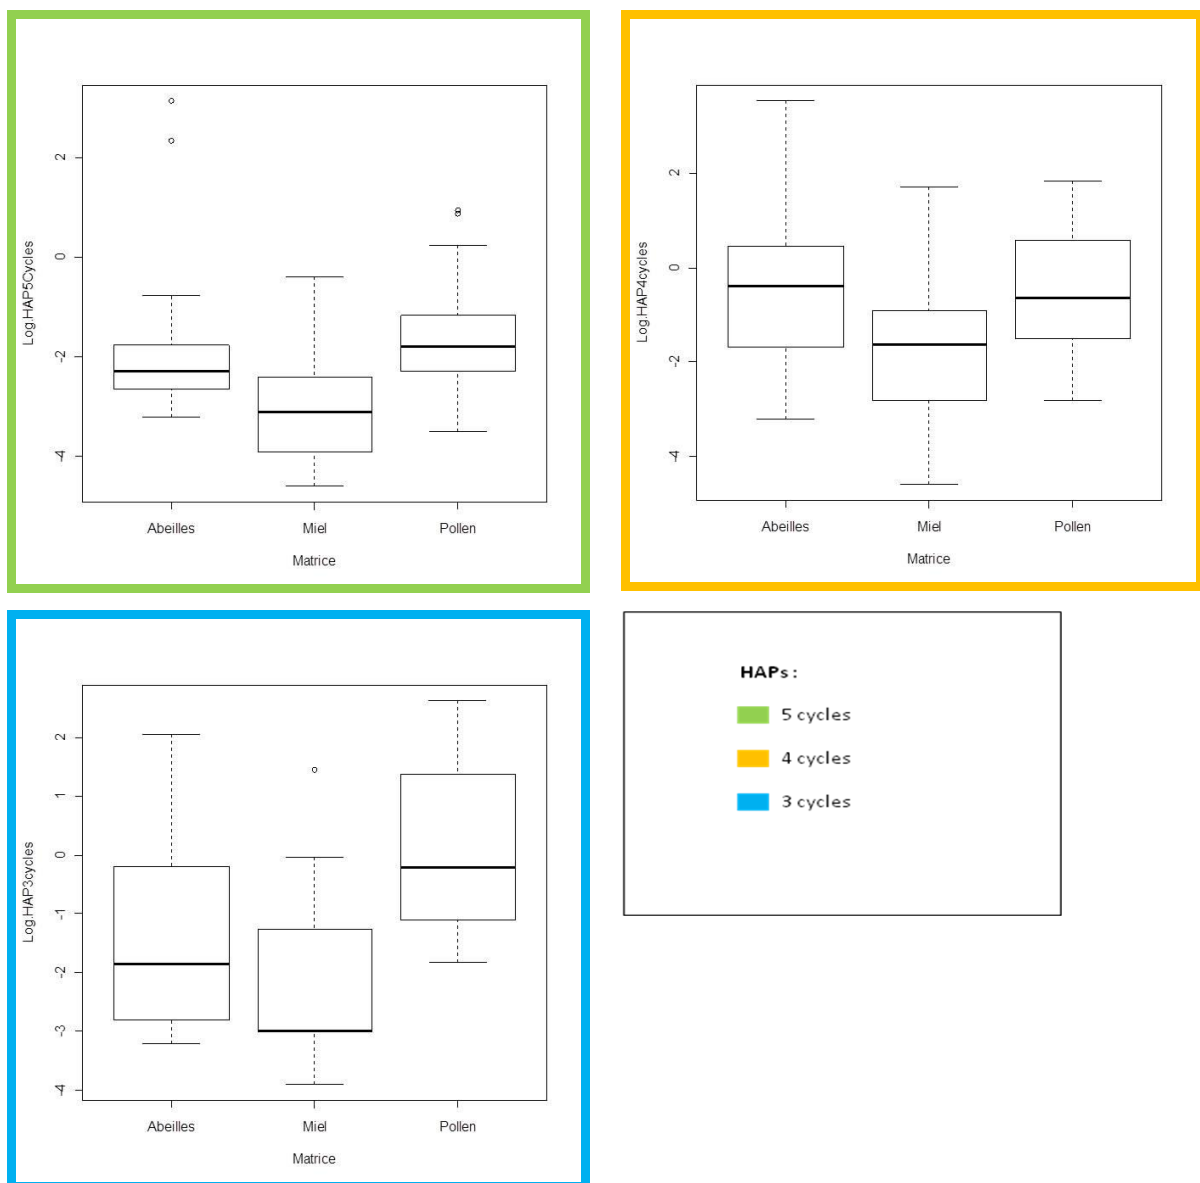 Log.HAP5Cycles
2
0
-2
-4
Abeilles Miel Pollen
Matrice
Log.HAP4cycles
2
0
-2
-4
Abeilles Miel Pollen
Matrice
Log.HAP3cycles
2
1
0
-1
-2
-3
-4
Abeilles Miel Pollen
Matrice
HAPs :
5 cycles
4 cycles
3 cycles